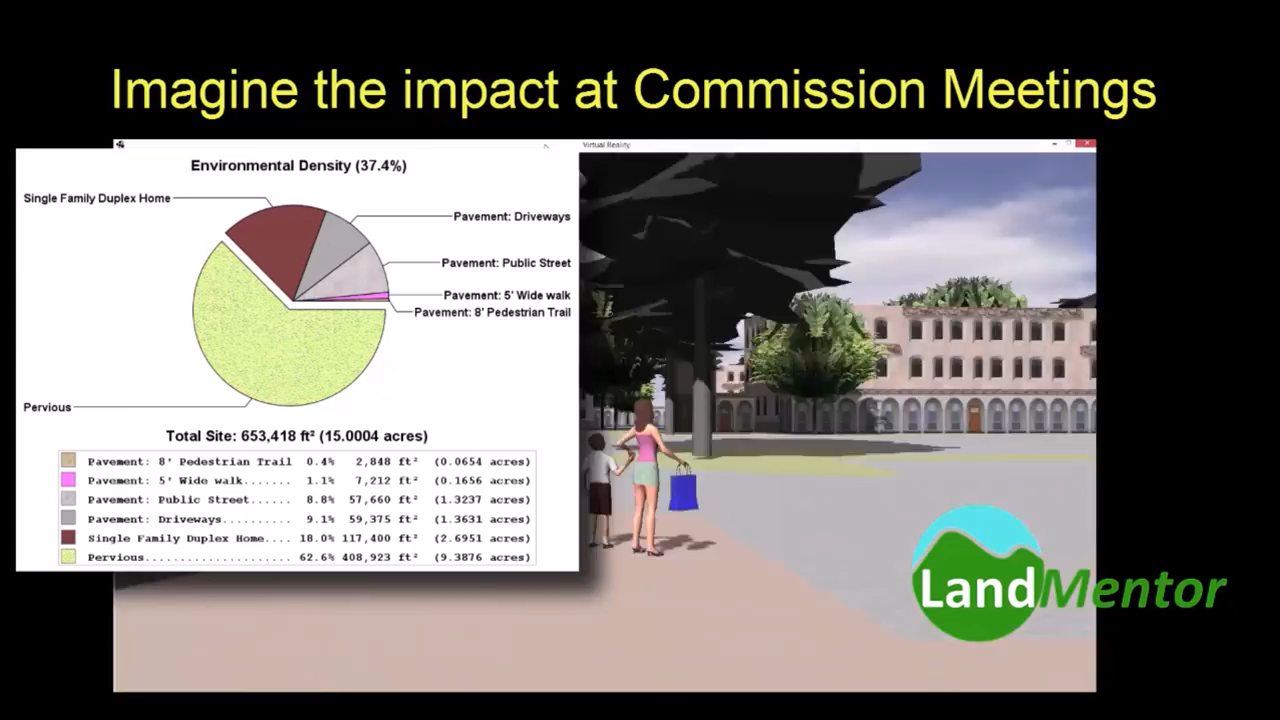 Imagine the impact at Commission Meetings
Virtual Reality
Environmental Density (37.4%)
Single Family Duplex Home
Pavement: Driveways
Pavement: Public Street
Pavement: 5' Wide walk
Pavement: 8' Pedestrian Trail
Pervious
Total Site: 653,418 ft² (15.0004 acres)
Pavement: 8' Pedestrian Trail 0.4% 2,848 ft² (0.0654 acres)
Pavement: 5' Wide walk....... 1.1% 7,212 ft² (0.1656 acres)
Pavement: Public Street...... 8.8% 57,660 ft² (1.3237 acres)
Pavement: Driveways.......... 9.1% 59,375 ft² (1.3631 acres)
Single Family Duplex Home.... 18.0% 117,400 ft² (2.6951 acres)
Pervious..................... 62.6% 408,923 ft² (9.3876 acres)
LandMentor